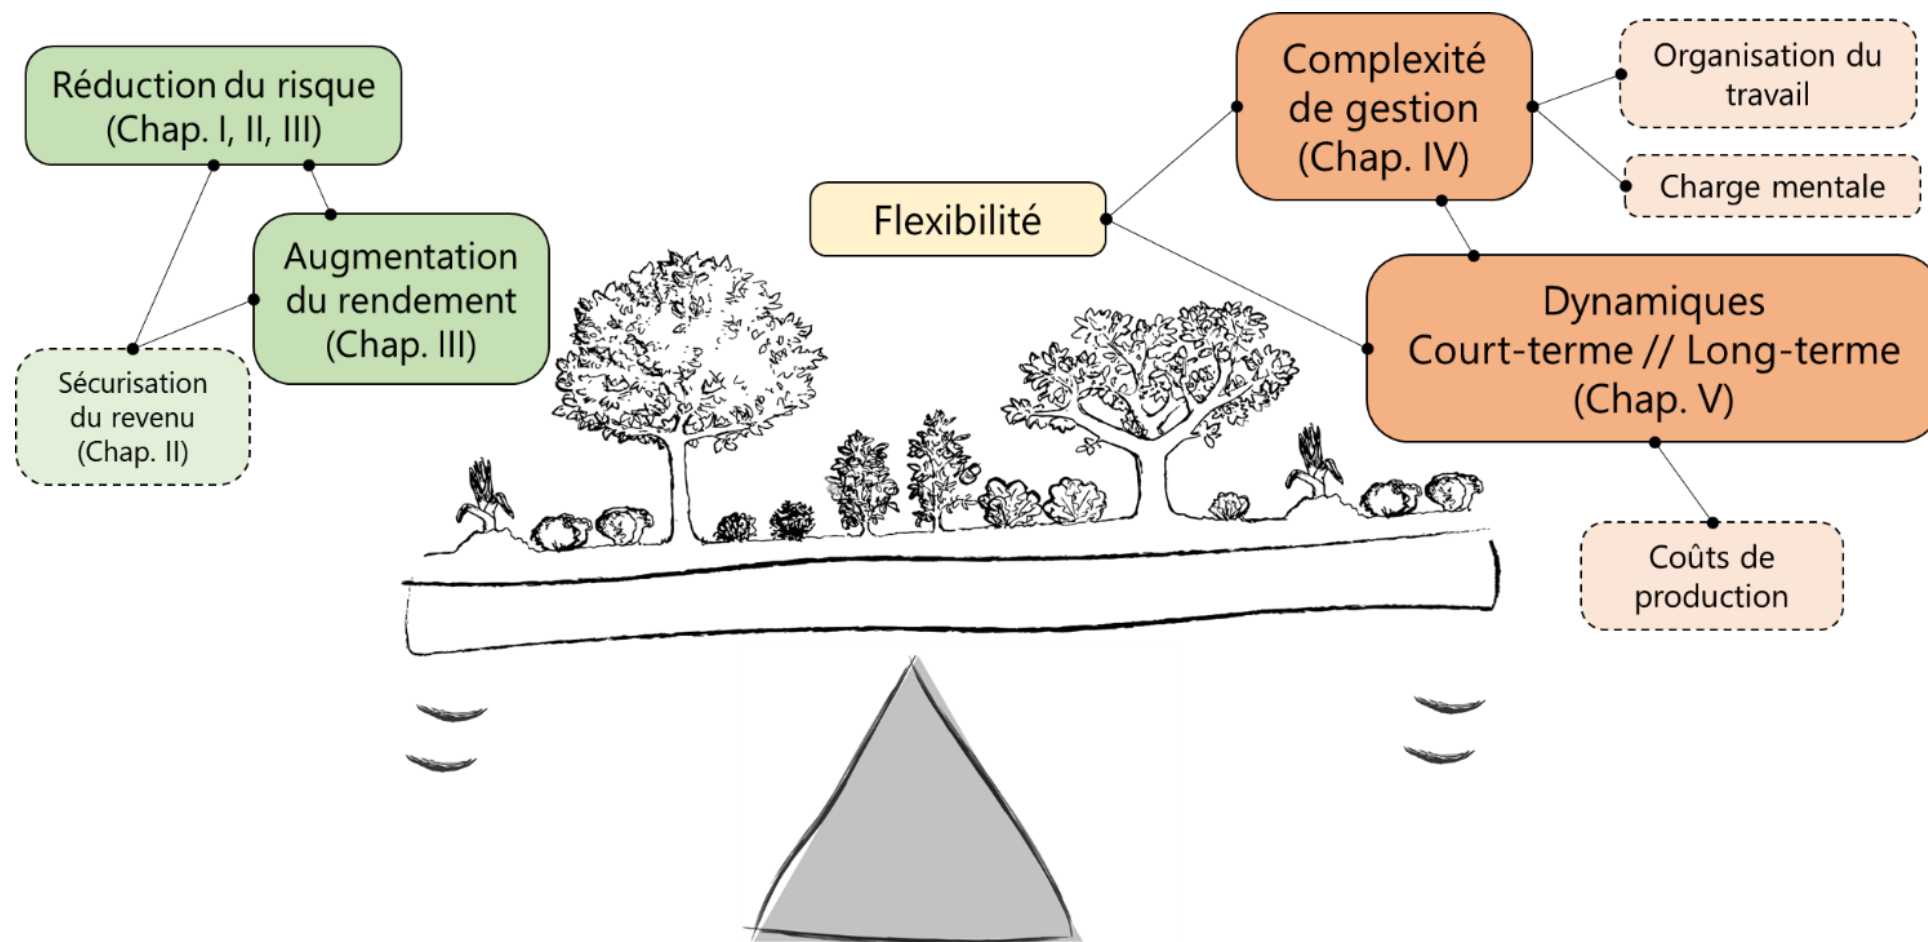 Réduction du risque
(Chap. I, II, III)
Augmentation
du rendement
(Chap. III)
Sécurisation
du revenu
(Chap. II)
Flexibilité
Complexité
de gestion
(Chap. IV)
Organisation du
travail
Charge mentale
Dynamiques
Court-terme // Long-terme
(Chap. V)
Coûts de
production